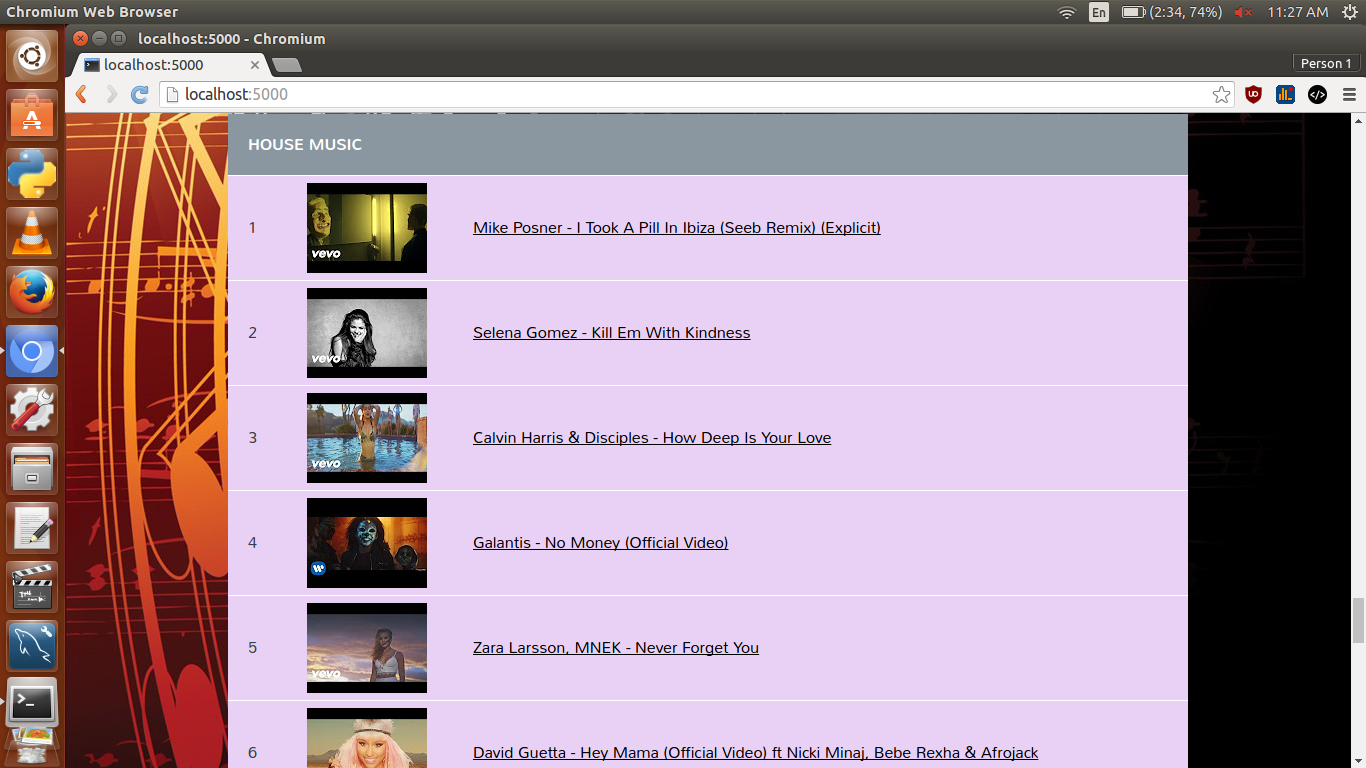 Chromium Web Browser
En
(2:34, 74%)
11:27 AM
localhost:5000 - Chromium
localhost:5000
Person 1
localhost:5000
HOUSE MUSIC
1
vevo
Mike Posner - I Took A Pill In Ibiza (Seeb Remix) (Explicit)
2
vevo
Selena Gomez - Kill Em With Kindness
3
vevo
Calvin Harris & Disciples - How Deep Is Your Love
4
Galantis - No Money (Official Video)
5
vevo
Zara Larsson, MNEK - Never Forget You
6
David Guetta - Hey Mama (Official Video) ft Nicki Minaj, Bebe Rexha & Afrojack